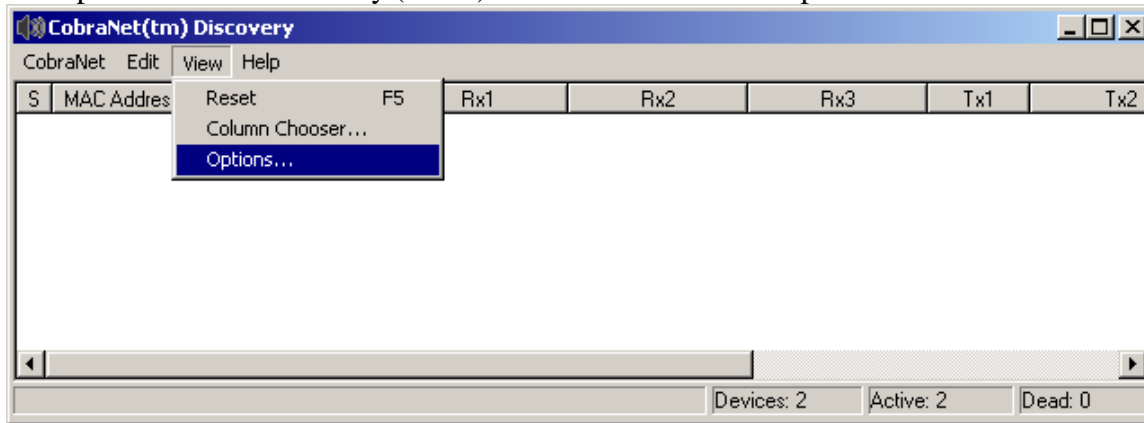 CobraNet(tm) Discovery
CobraNet Edit View Help
S MAC Addres Rx1 Rx2 Rx3 Tx1 Tx2
Reset F5
Column Chooser...
Options...
Devices: 2 Active: 2 Dead: 0